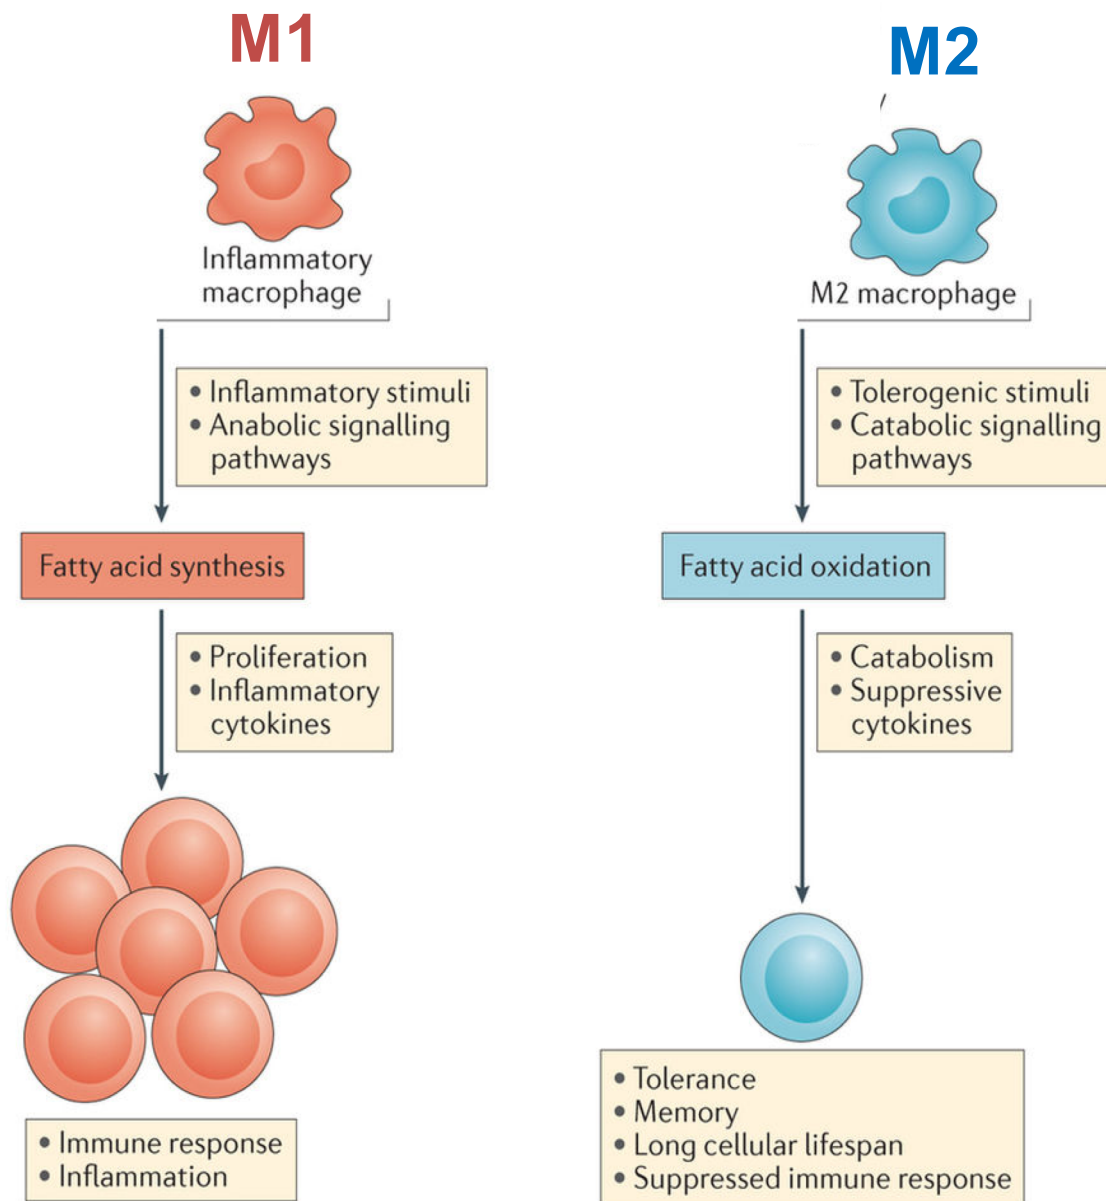 M1
Inflammatory
macrophage
• Inflammatory stimuli
• Anabolic signalling
pathways
Fatty acid synthesis
• Proliferation
• Inflammatory
cytokines
• Immune response
• Inflammation
M2
M2 macrophage
• Tolerogenic stimuli
• Catabolic signalling
pathways
Fatty acid oxidation
• Catabolism
• Suppressive
cytokines
• Tolerance
• Memory
• Long cellular lifespan
• Suppressed immune response